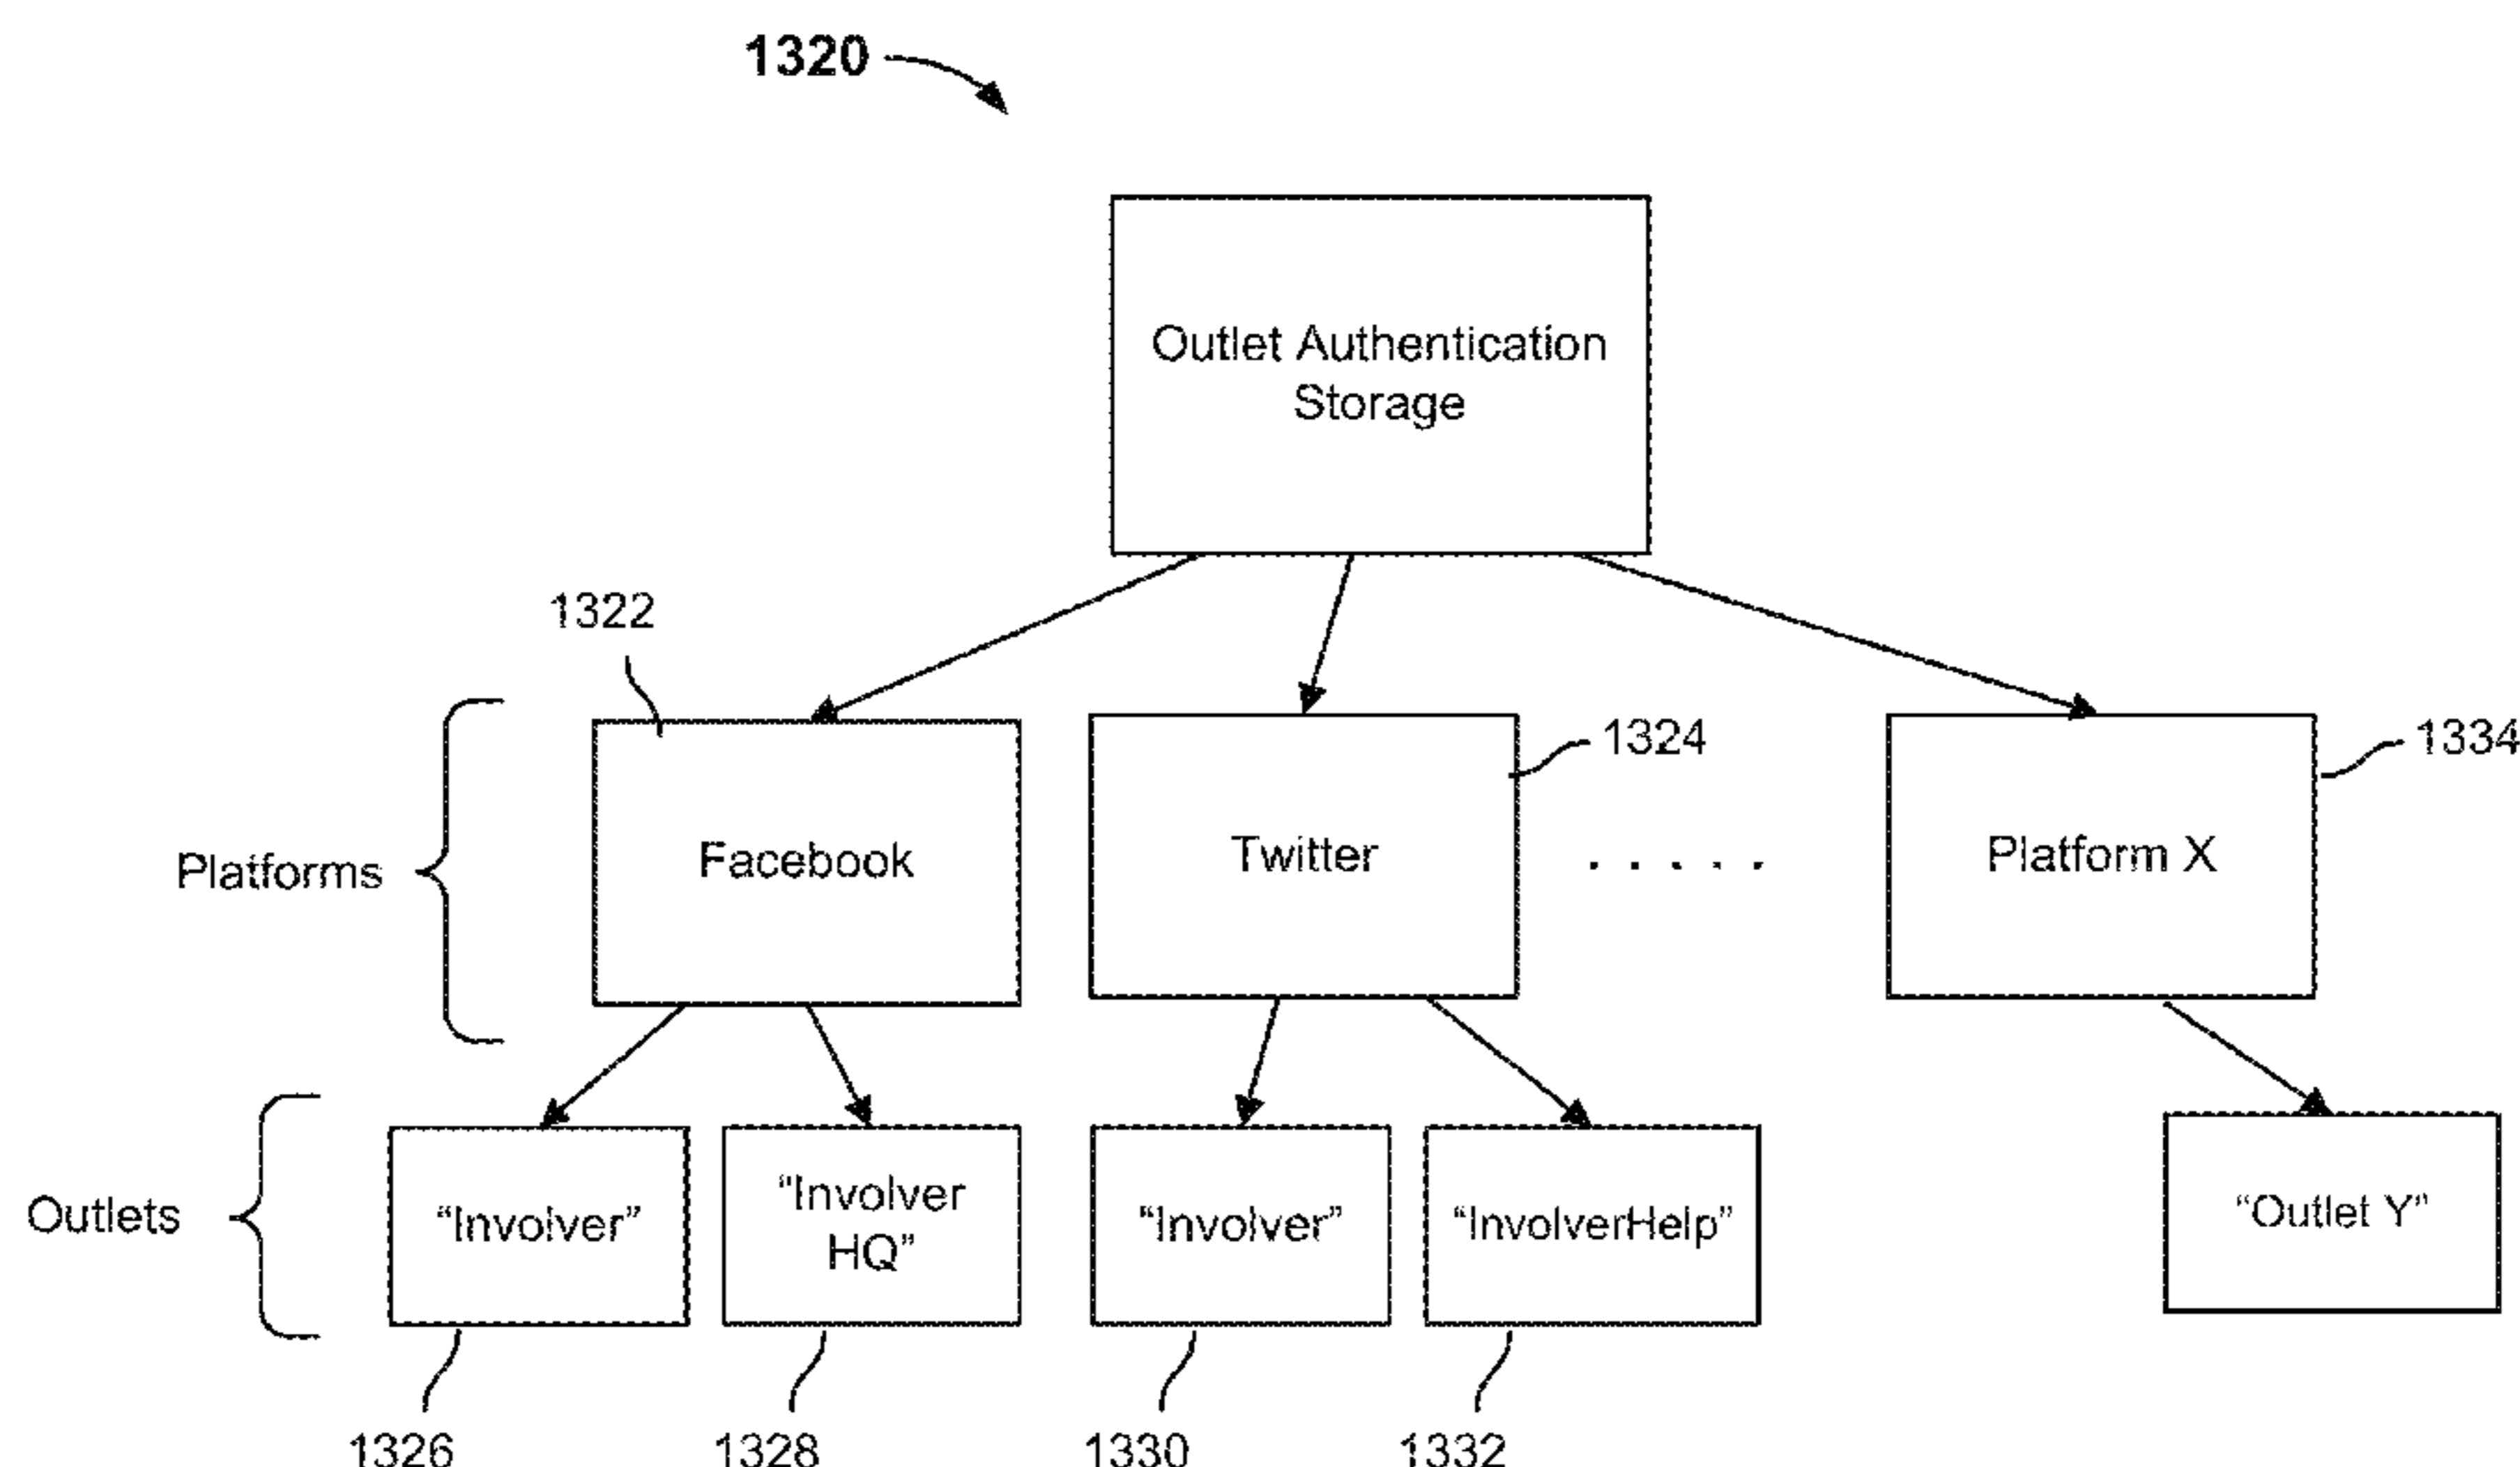 1320
Outlet Authentication
Storage
1322
1324
1334
Platforms
Facebook
Twitter
. . . . .
Platform X
Outlets
“Involver”
“Involver
HQ”
“Involver”
“InvolverHelp”
“Outlet Y”
1326
1328
1330
1332